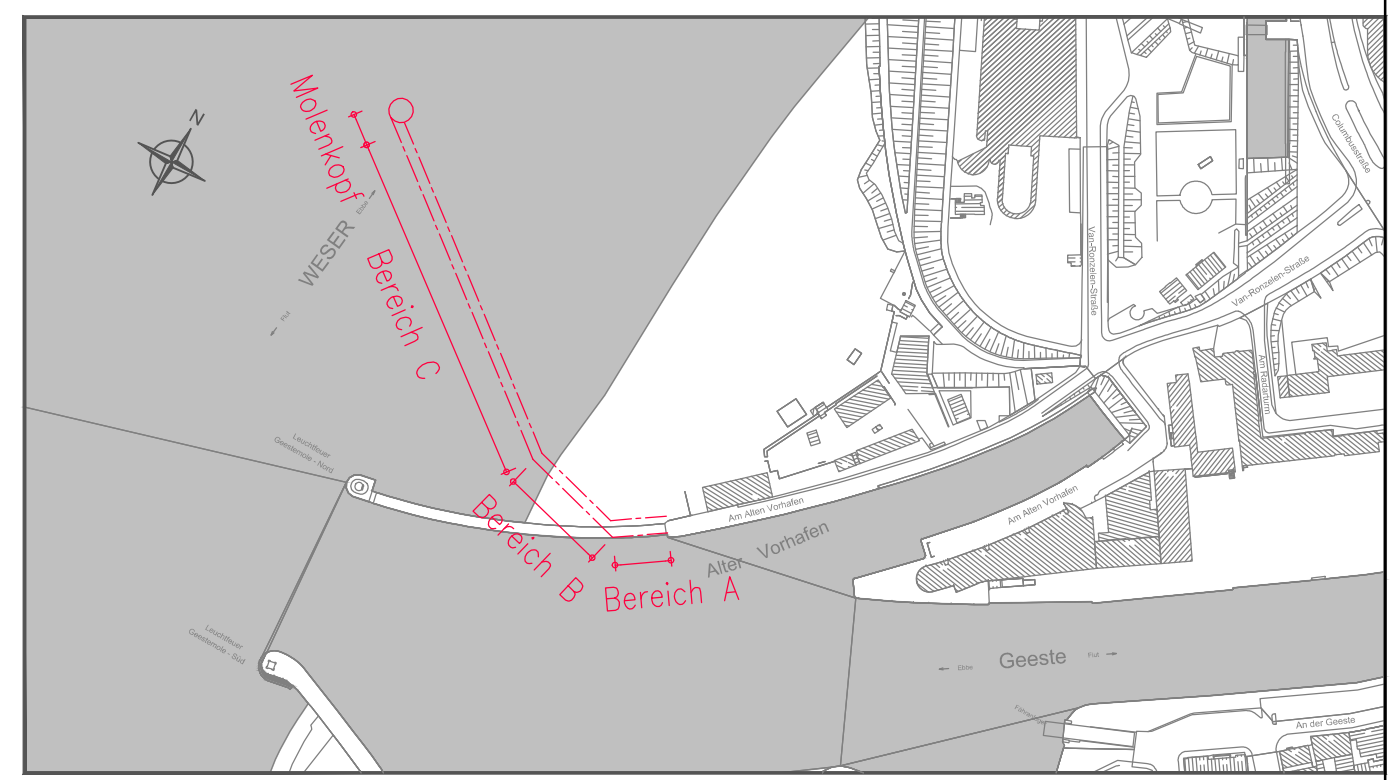 N
Molenkopf
WESER
Ebbe
Flut
Bereich C
Columbusstraße
Van-Ronzelen-Straße
Van-Ronzelen-Straße
Am Radarturm
Leuchtfeuer
Geestemole - Nord
Bereich B
Bereich A
Am Alten Vorhafen
Alter Vorhafen
Am Alten Vorhafen
Leuchtfeuer
Geestemole - Süd
Ebbe
Geeste
Flut
An der Geeste